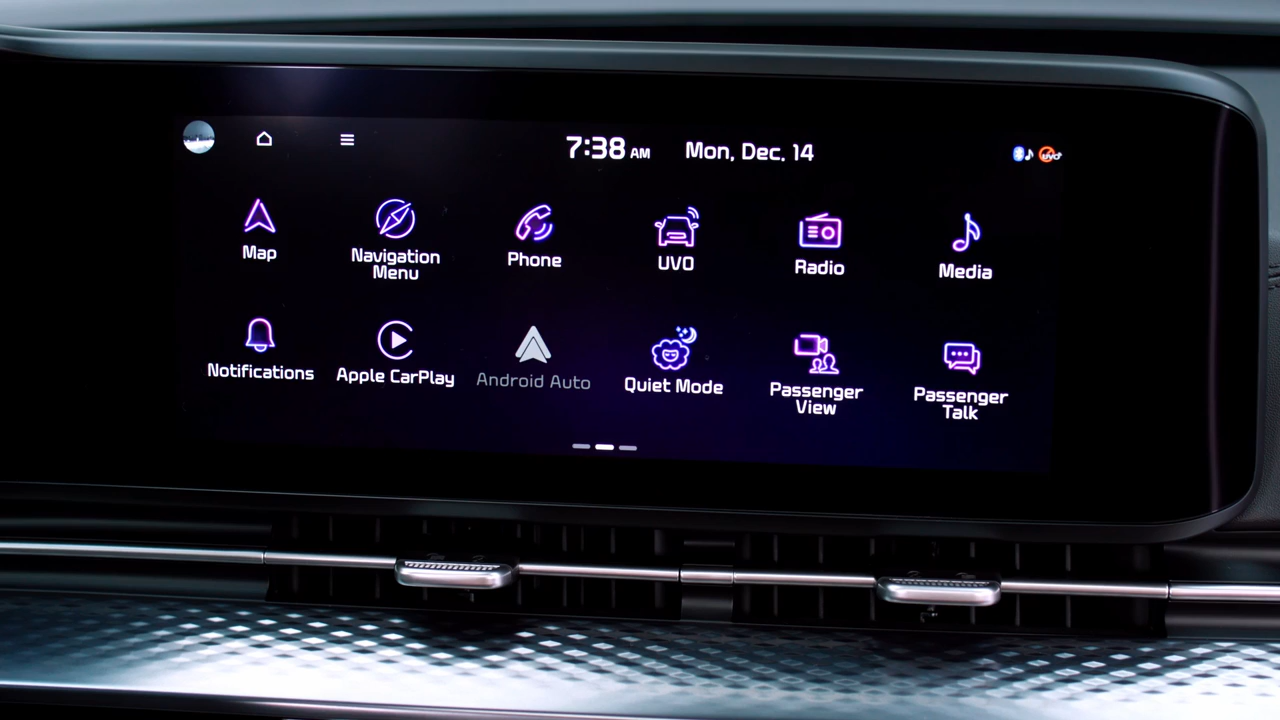 7:38 AM Mon, Dec. 14
Map
Navigation
Menu
Phone
UVO
Radio
Media
Notifications
Apple CarPlay
Android Auto
Quiet Mode
Passenger
View
Passenger
Talk